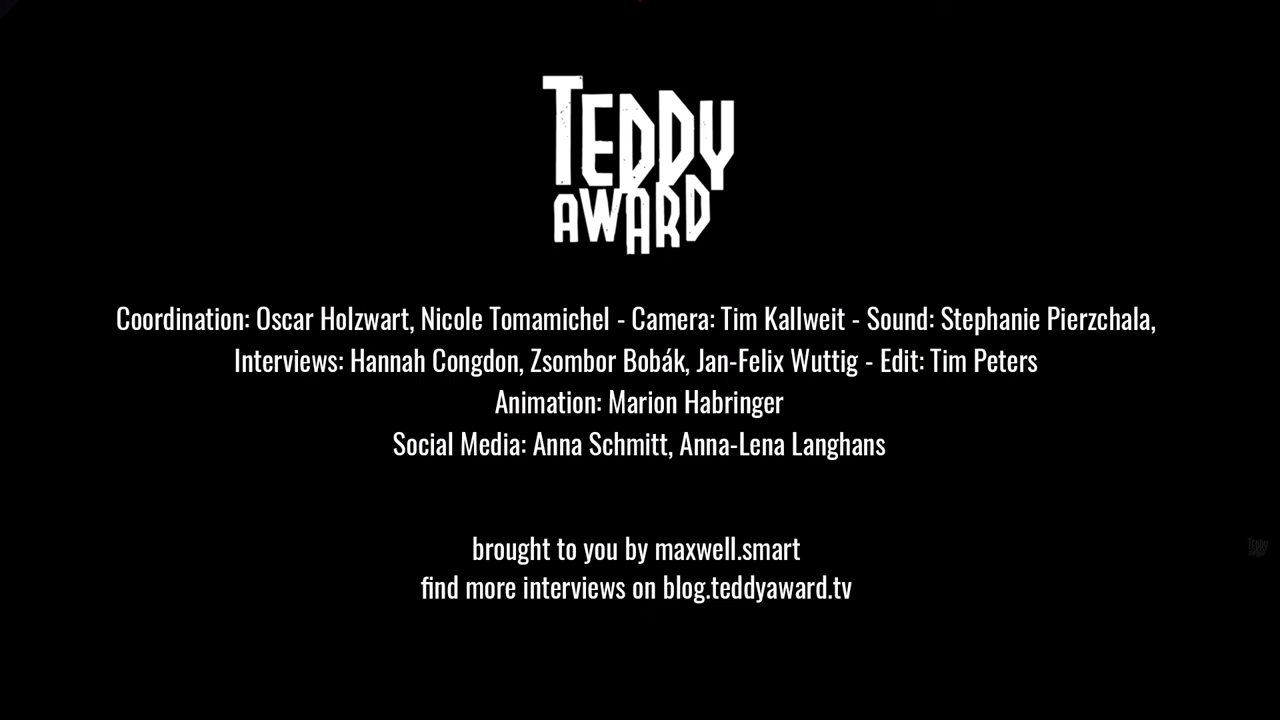 TEDDY
AWARD
Coordination: Oscar Holzwart, Nicole Tomamichel - Camera: Tim Kallweit - Sound: Stephanie Pierzchala,
Interviews: Hannah Congdon, Zsombor Bobák, Jan-Felix Wuttig - Edit: Tim Peters
Animation: Marion Habringer
Social Media: Anna Schmitt, Anna-Lena Langhans
brought to you by maxwell.smart
find more interviews on blog.teddyaward.tv
TEDDY
AWARD